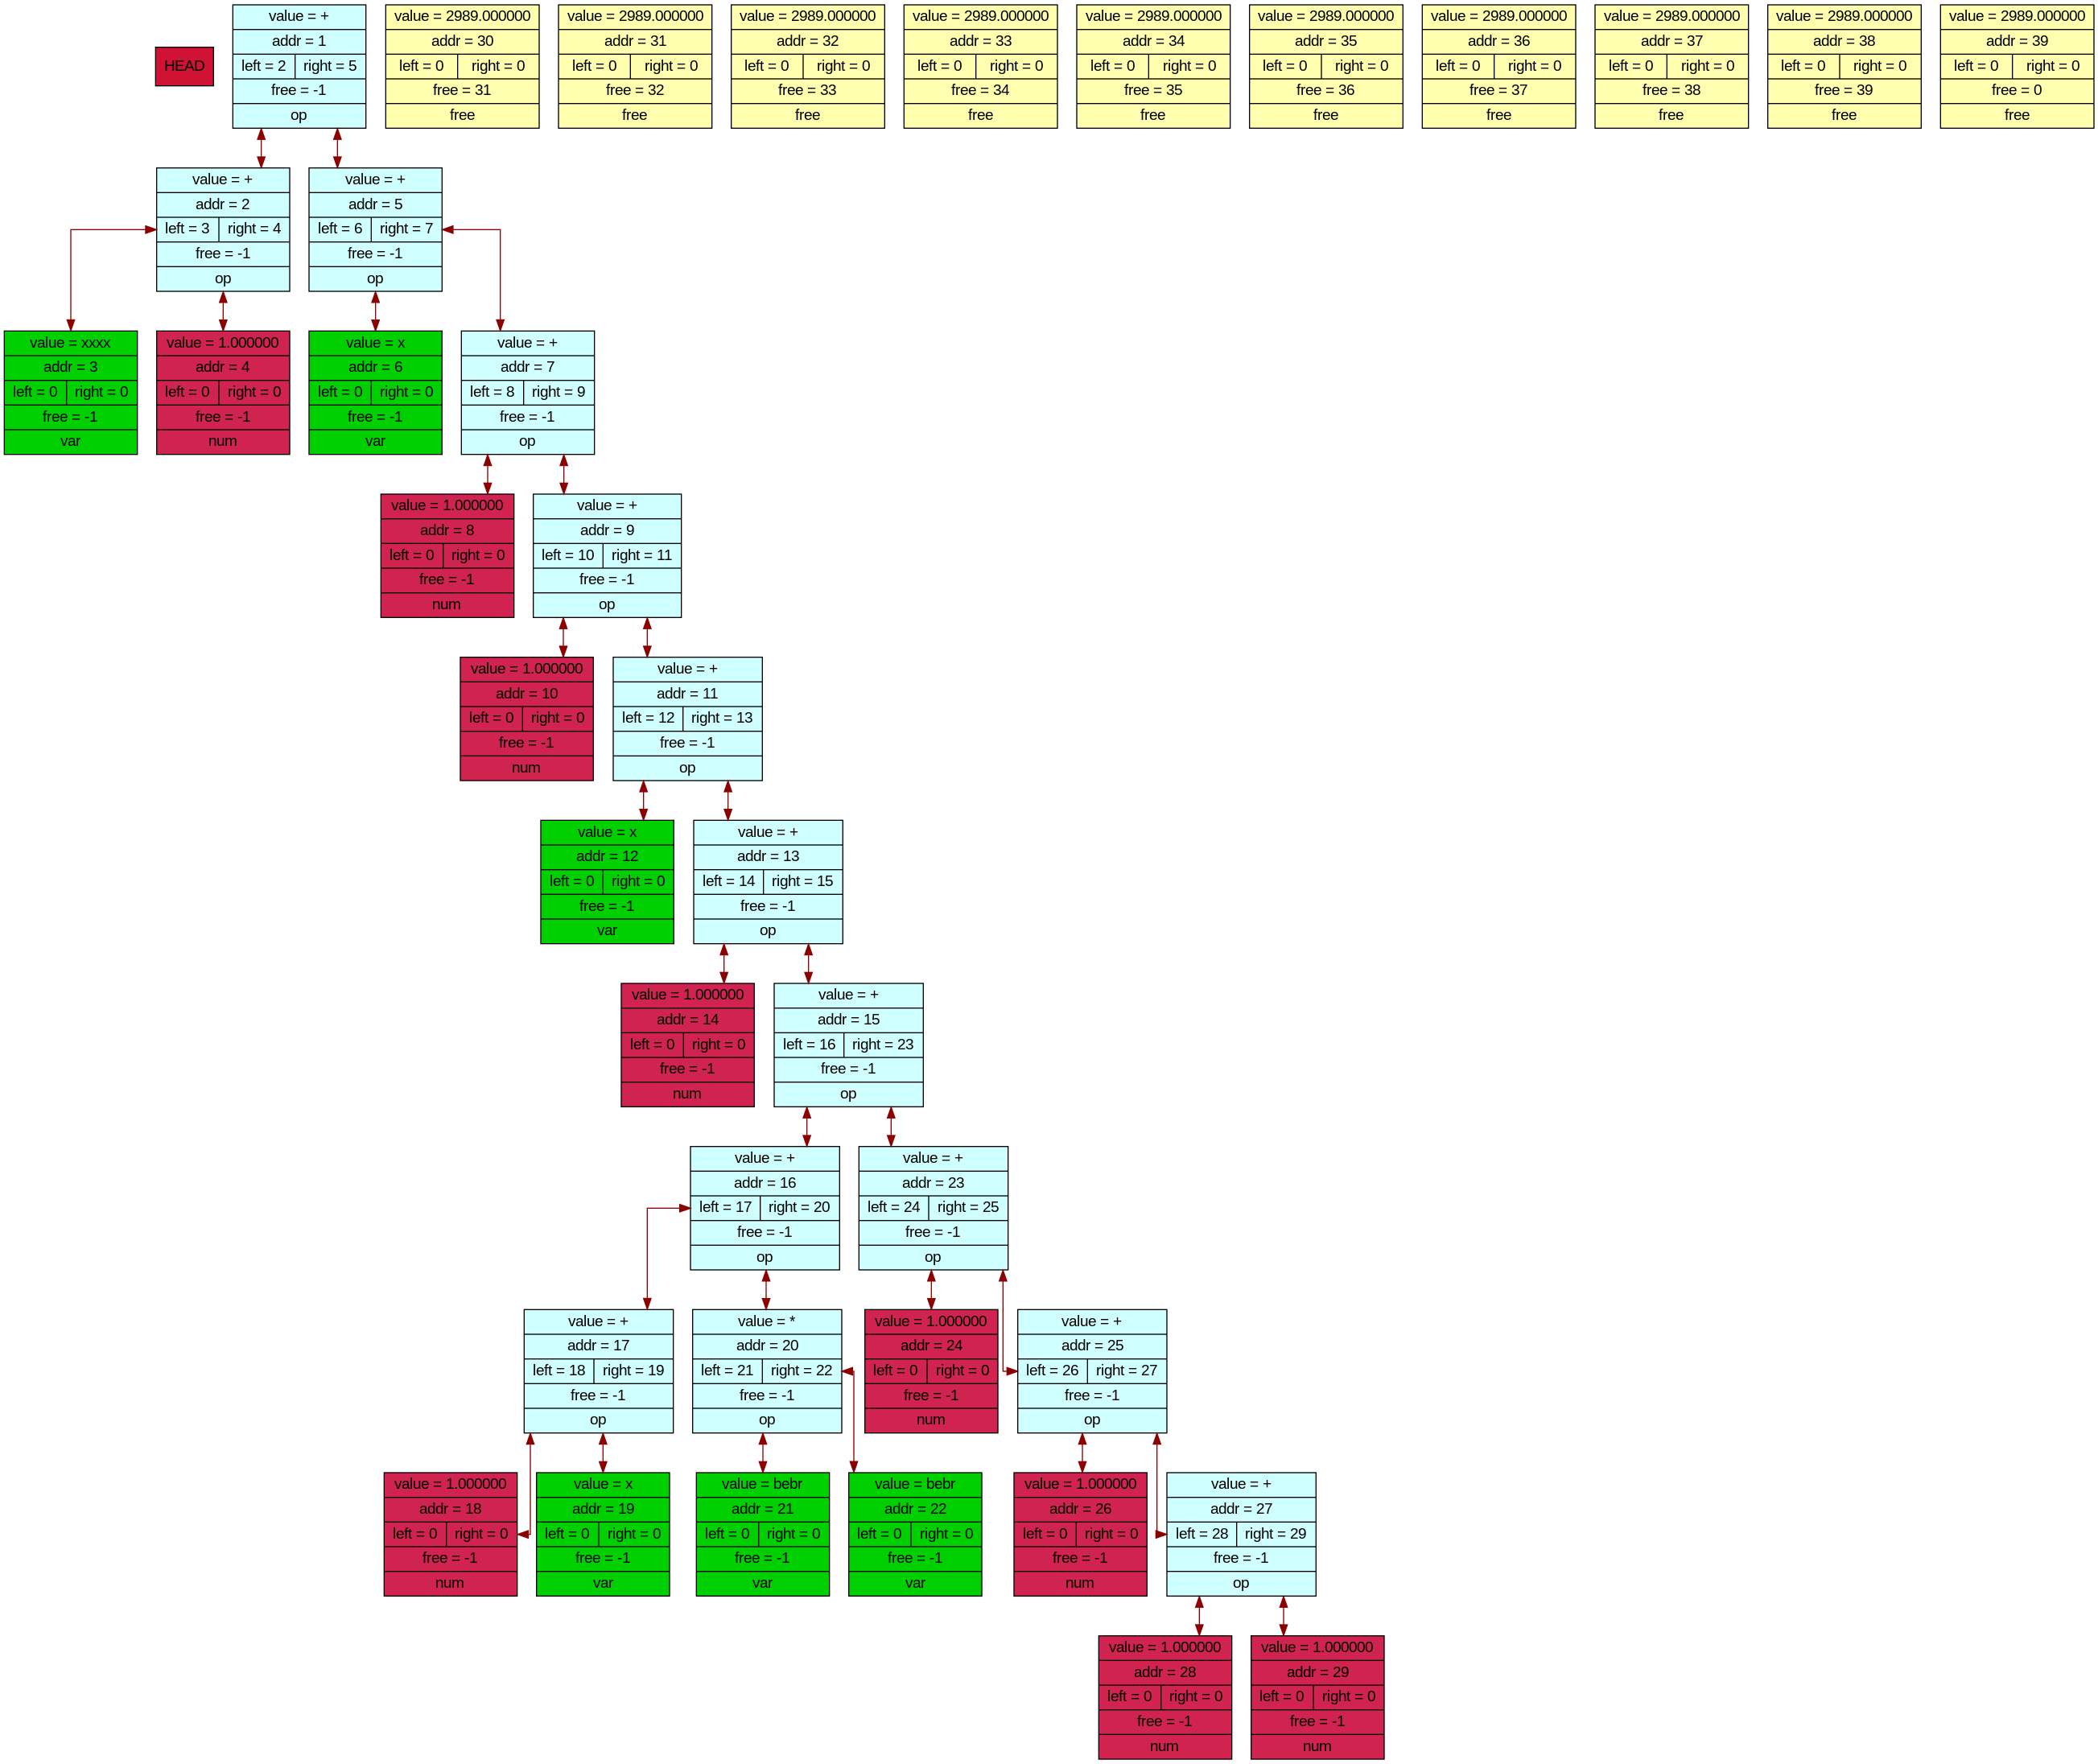 HEAD
value = +
addr = 1
left = 2 right = 5
free = -1
op
value = 2989.000000
addr = 30
left = 0 right = 0
free = 31
free
value = 2989.000000
addr = 31
left = 0 right = 0
free = 32
free
value = 2989.000000
addr = 32
left = 0 right = 0
free = 33
free
value = 2989.000000
addr = 33
left = 0 right = 0
free = 34
free
value = 2989.000000
addr = 34
left = 0 right = 0
free = 35
free
value = 2989.000000
addr = 35
left = 0 right = 0
free = 36
free
value = 2989.000000
addr = 36
left = 0 right = 0
free = 37
free
value = 2989.000000
addr = 37
left = 0 right = 0
free = 38
free
value = 2989.000000
addr = 38
left = 0 right = 0
free = 39
free
value = 2989.000000
addr = 39
left = 0 right = 0
free = 0
free
value = +
addr = 2
left = 3 right = 4
free = -1
op
value = +
addr = 5
left = 6 right = 7
free = -1
op
value = xxxx
addr = 3
left = 0 right = 0
free = -1
var
value = 1.000000
addr = 4
left = 0 right = 0
free = -1
num
value = x
addr = 6
left = 0 right = 0
free = -1
var
value = +
addr = 7
left = 8 right = 9
free = -1
op
value = 1.000000
addr = 8
left = 0 right = 0
free = -1
num
value = +
addr = 9
left = 10 right = 11
free = -1
op
value = 1.000000
addr = 10
left = 0 right = 0
free = -1
num
value = +
addr = 11
left = 12 right = 13
free = -1
op
value = x
addr = 12
left = 0 right = 0
free = -1
var
value = +
addr = 13
left = 14 right = 15
free = -1
op
value = 1.000000
addr = 14
left = 0 right = 0
free = -1
num
value = +
addr = 15
left = 16 right = 23
free = -1
op
value = +
addr = 16
left = 17 right = 20
free = -1
op
value = +
addr = 23
left = 24 right = 25
free = -1
op
value = +
addr = 17
left = 18 right = 19
free = -1
op
value = *
addr = 20
left = 21 right = 22
free = -1
op
value = 1.000000
addr = 24
left = 0 right = 0
free = -1
num
value = +
addr = 25
left = 26 right = 27
free = -1
op
value = 1.000000
addr = 18
left = 0 right = 0
free = -1
num
value = x
addr = 19
left = 0 right = 0
free = -1
var
value = bebr
addr = 21
left = 0 right = 0
free = -1
var
value = bebr
addr = 22
left = 0 right = 0
free = -1
var
value = 1.000000
addr = 26
left = 0 right = 0
free = -1
num
value = +
addr = 27
left = 28 right = 29
free = -1
op
value = 1.000000
addr = 28
left = 0 right = 0
free = -1
num
value = 1.000000
addr = 29
left = 0 right = 0
free = -1
num